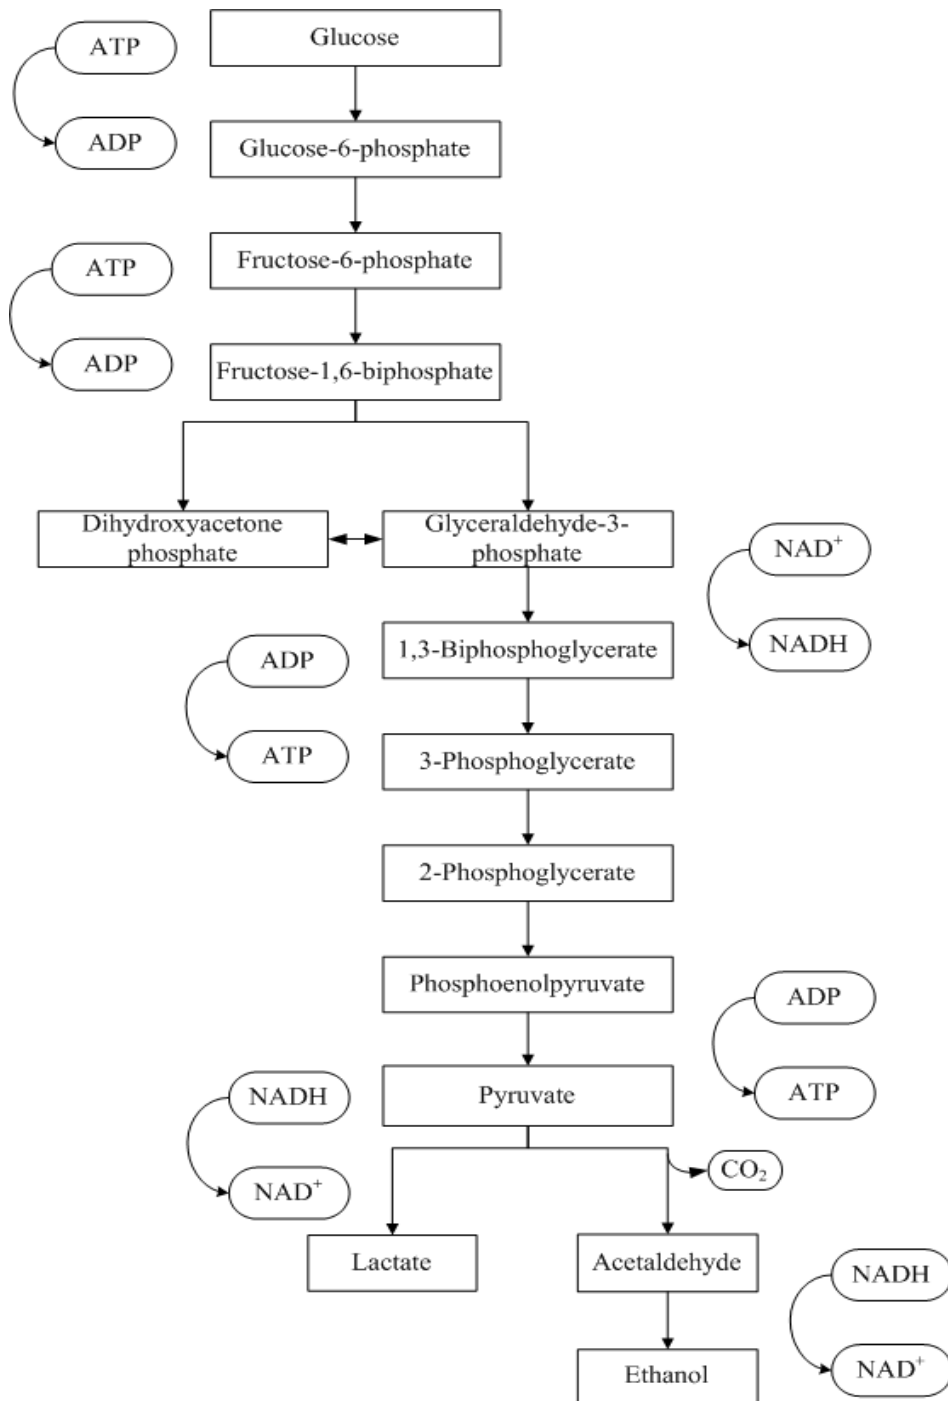 ATP
Glucose
ADP
Glucose-6-phosphate
ATP
Fructose-6-phosphate
ADP
Fructose-1,6-biphosphate
Dihydroxyacetone
phosphate
Glyceraldehyde-3-
phosphate
NAD⁺
NADH
1,3-Biphosphoglycerate
ADP
ATP
3-Phosphoglycerate
2-Phosphoglycerate
Phosphoenolpyruvate
ADP
ATP
Pyruvate
NADH
NAD⁺
CO₂
Lactate
Acetaldehyde
NADH
NAD⁺
Ethanol